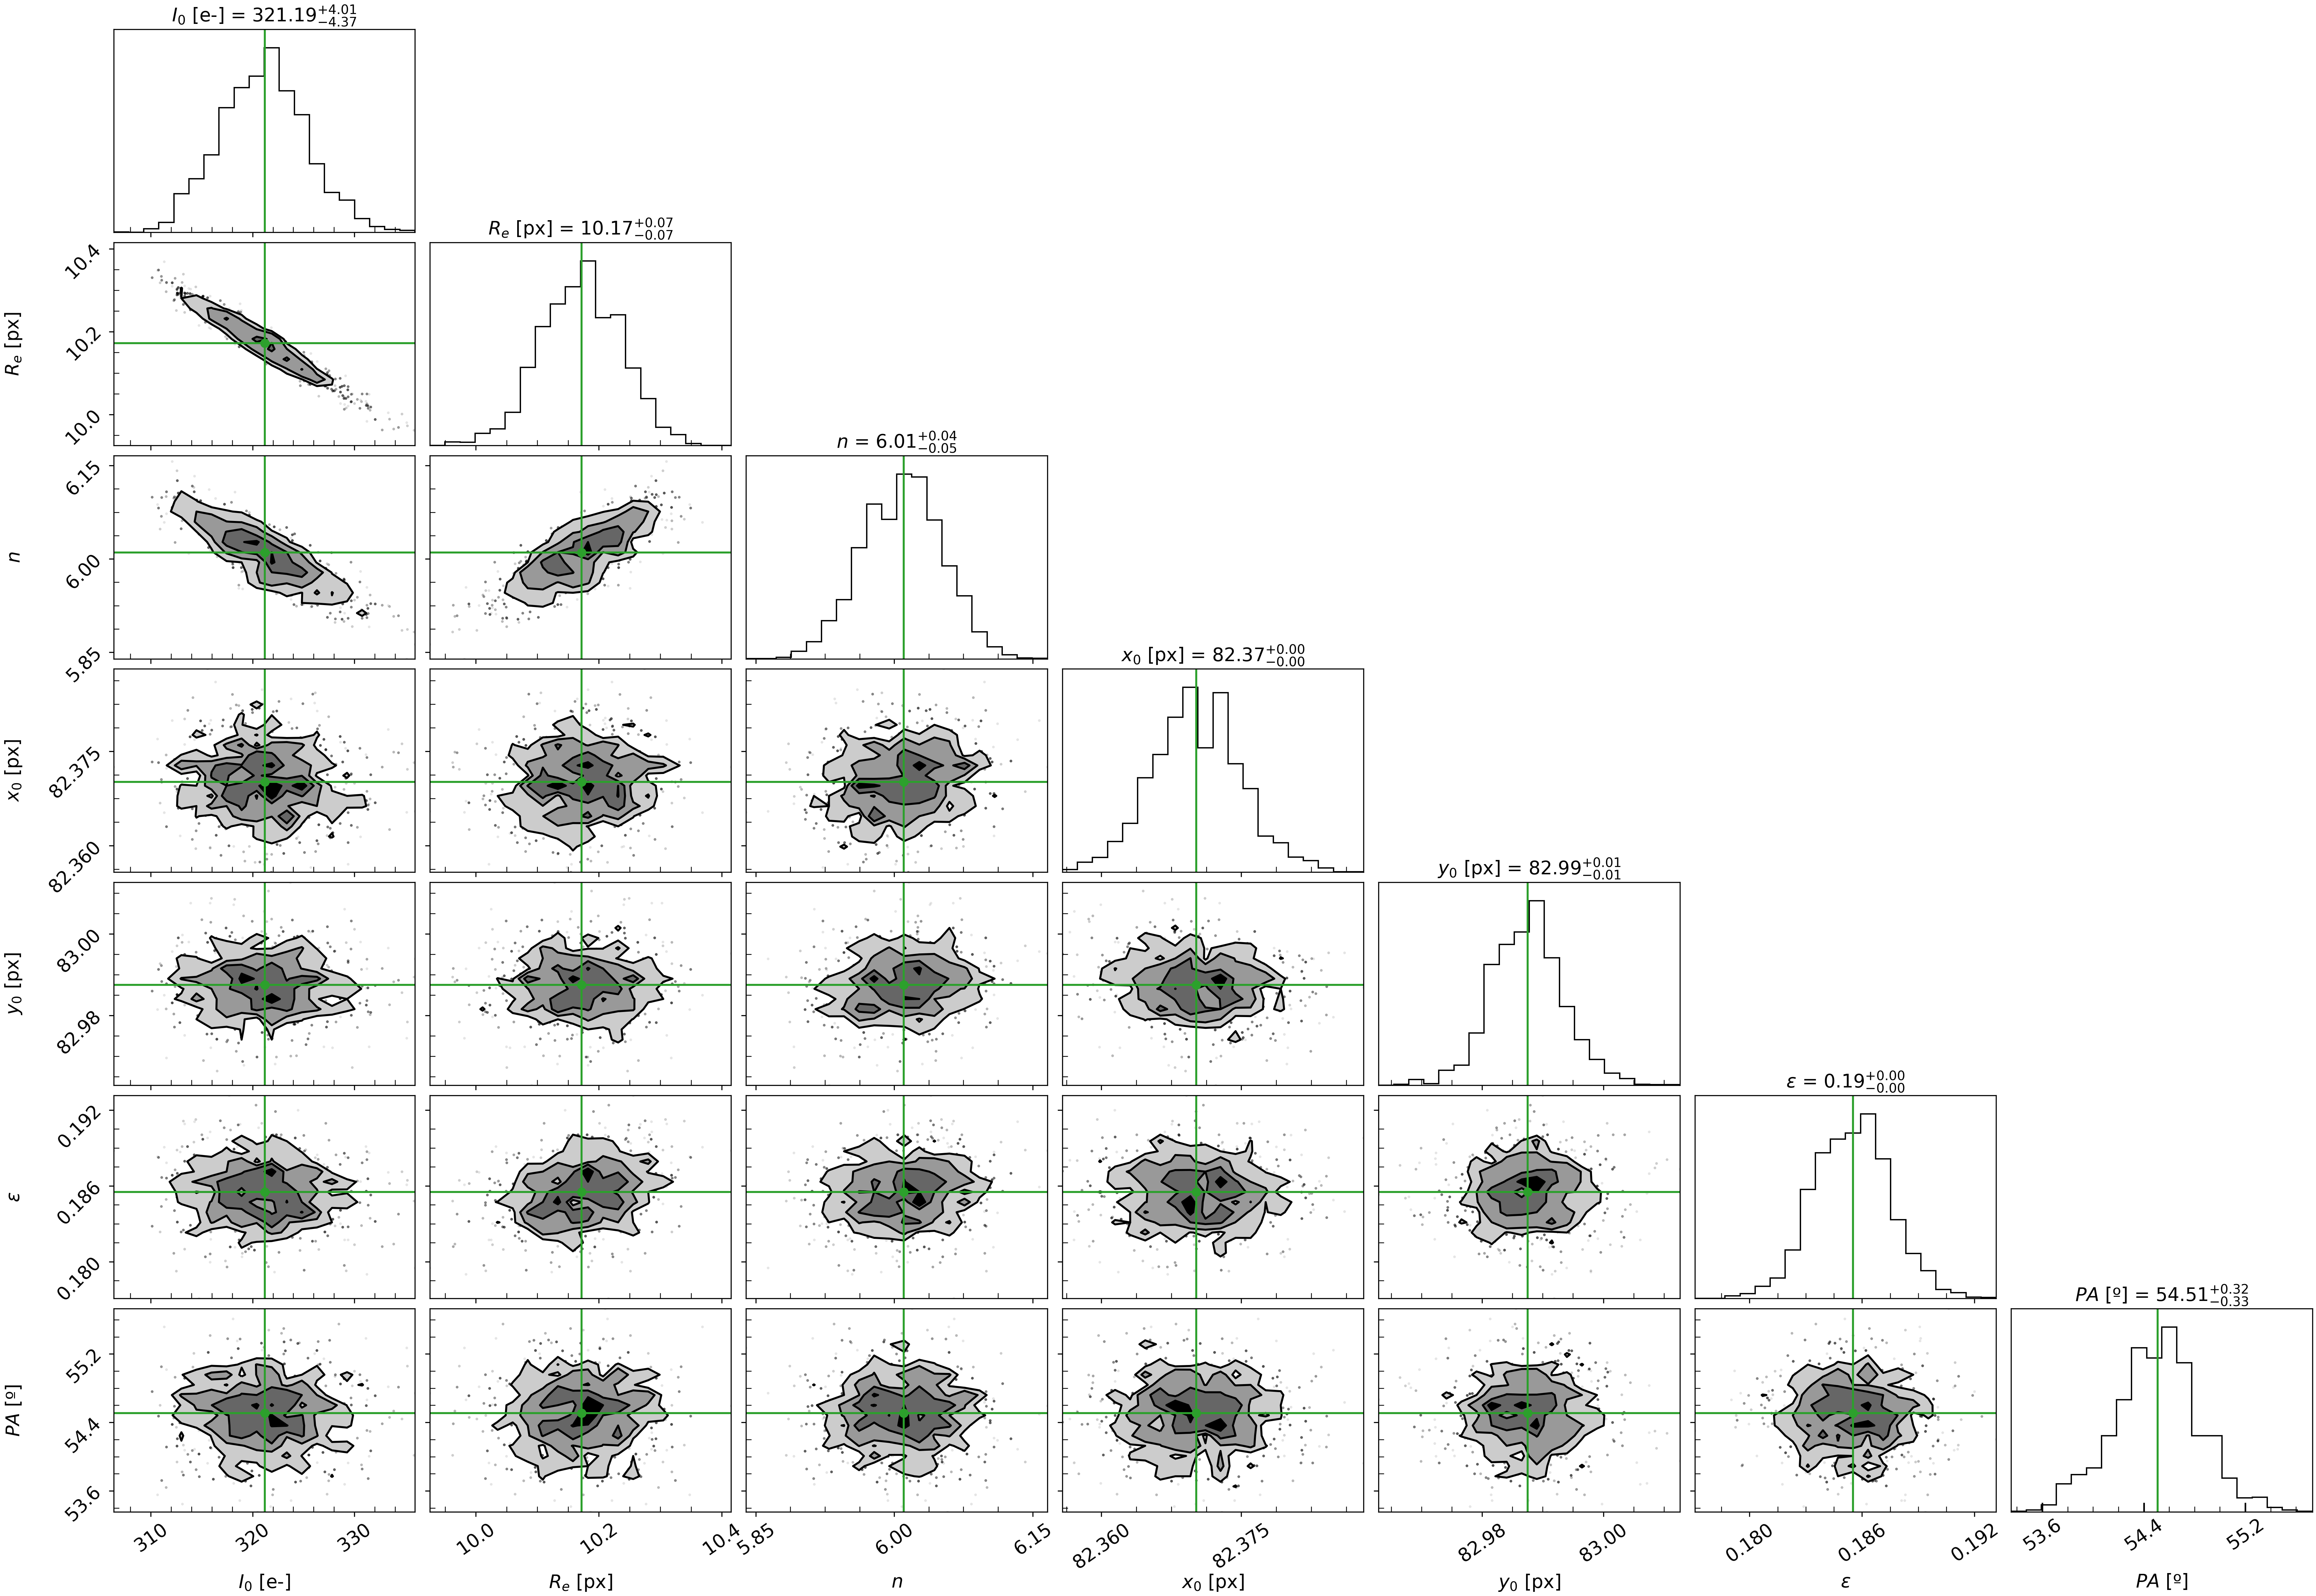 I₀ [e-] = 321.19 +4.01 −4.37
Rₑ [px] = 10.17 +0.07 −0.07
n = 6.01 +0.04 −0.05
x₀ [px] = 82.37 +0.00 −0.00
y₀ [px] = 82.99 +0.01 −0.01
ε = 0.19 +0.00 −0.00
PA [º] = 54.51 +0.32 −0.33
Rₑ [px]
10.4
10.2
10.0
n
6.15
6.00
5.85
x₀ [px]
82.375
82.360
y₀ [px]
83.00
82.98
ε
0.192
0.186
0.180
PA [º]
55.2
54.4
53.6
310 320 330
10.0 10.2 10.4
5.85 6.00 6.15
82.360 82.375
82.98 83.00
0.180 0.186 0.192
53.6 54.4 55.2
I₀ [e-]
Rₑ [px]
n
x₀ [px]
y₀ [px]
ε
PA [º]